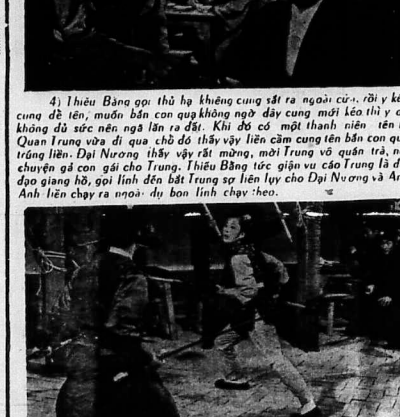 4) Thiêu Bằng gọi thủ hạ khiêng cung sắt ra ngoài cửa, rồi y
cung đề tên, muốn bắn con quạ không ngờ dây cung mới kéo thì y
không đủ sức nên ngã lăn ra đất. Khi đó có một thanh niên tên
Quan Trung vừa đi qua chỗ đó thấy vậy liền cầm cung tên bắn con
trúng liền. Đại Nương thấy vậy rất mừng, mời Trung vô quán trà,
chuyện gả con gái cho Trung. Thiêu Bằng tức giận vu cáo Trung là
đạo giang hồ, gọi lính đến bắt Trung sợ liên lụy cho Đại Nương và
Anh liền chạy ra ngoài dụ bọn lính chạy theo.